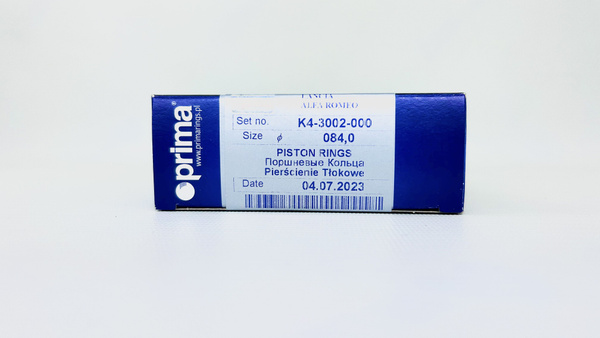 prima®
www.primarings.pl
LANCIA
ALFA ROMEO
Set no. K4-3002-000
Size ø 084,0
PISTON RINGS
Поршневые Кольца
Pierścienie Tłokowe
Date 04.07.2023